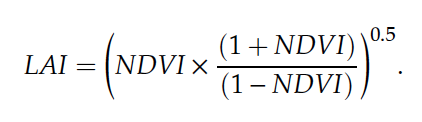 LAI = (NDVI × (1 + NDVI) / (1 − NDVI))^0.5.